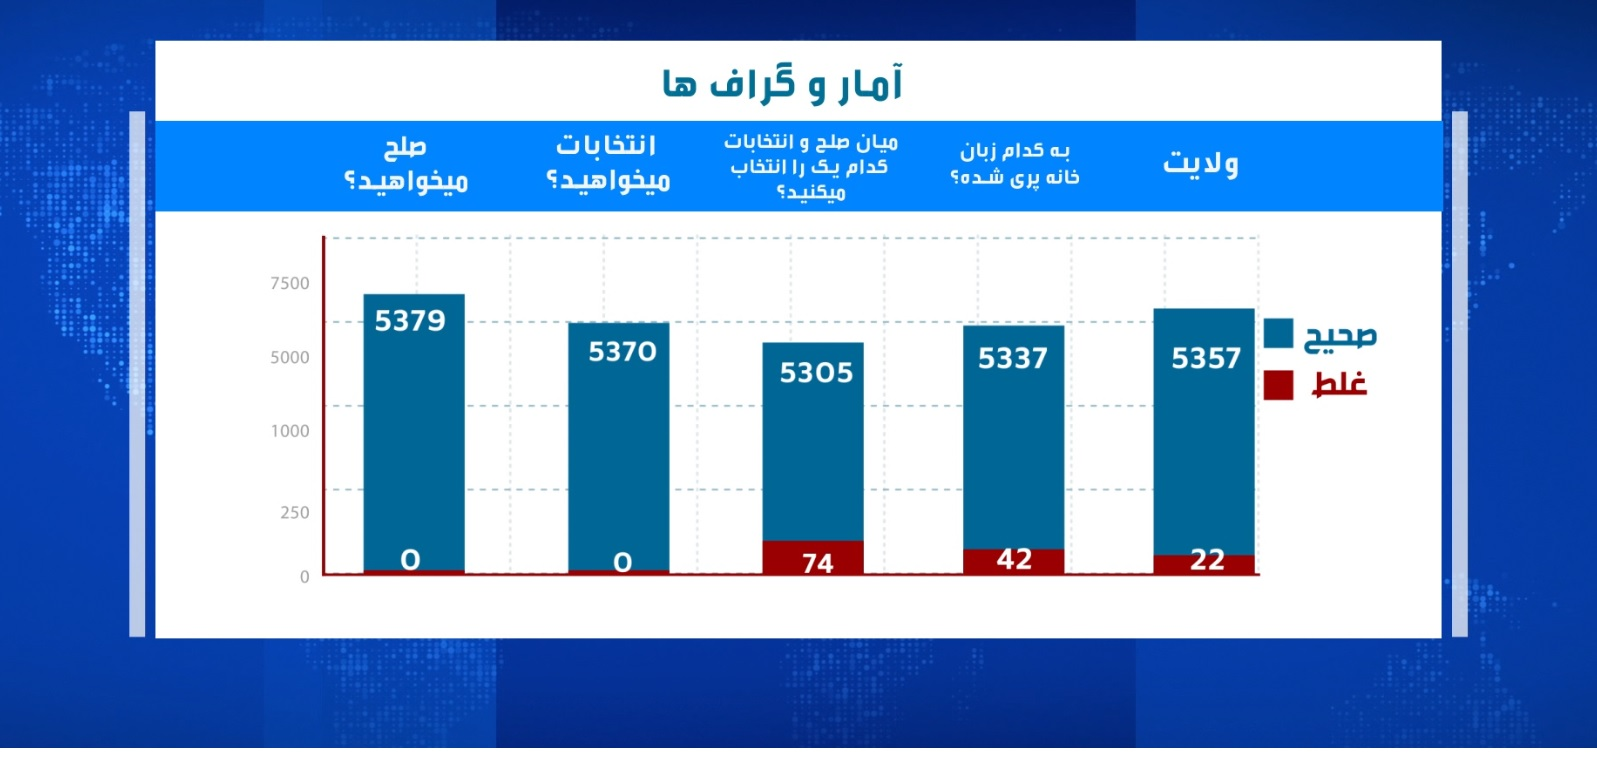 آمار و گراف ها
ولایت
به کدام زبان
خانه پری شده؟
میان صلح و انتخابات
کدام یک را انتخاب
میکنید؟
انتخابات
میخواهید؟
صلح
میخواهید؟
7500
5000
1000
250
0
5379
5370
5305
5337
5357
0
0
74
42
22
صحیح
غلط